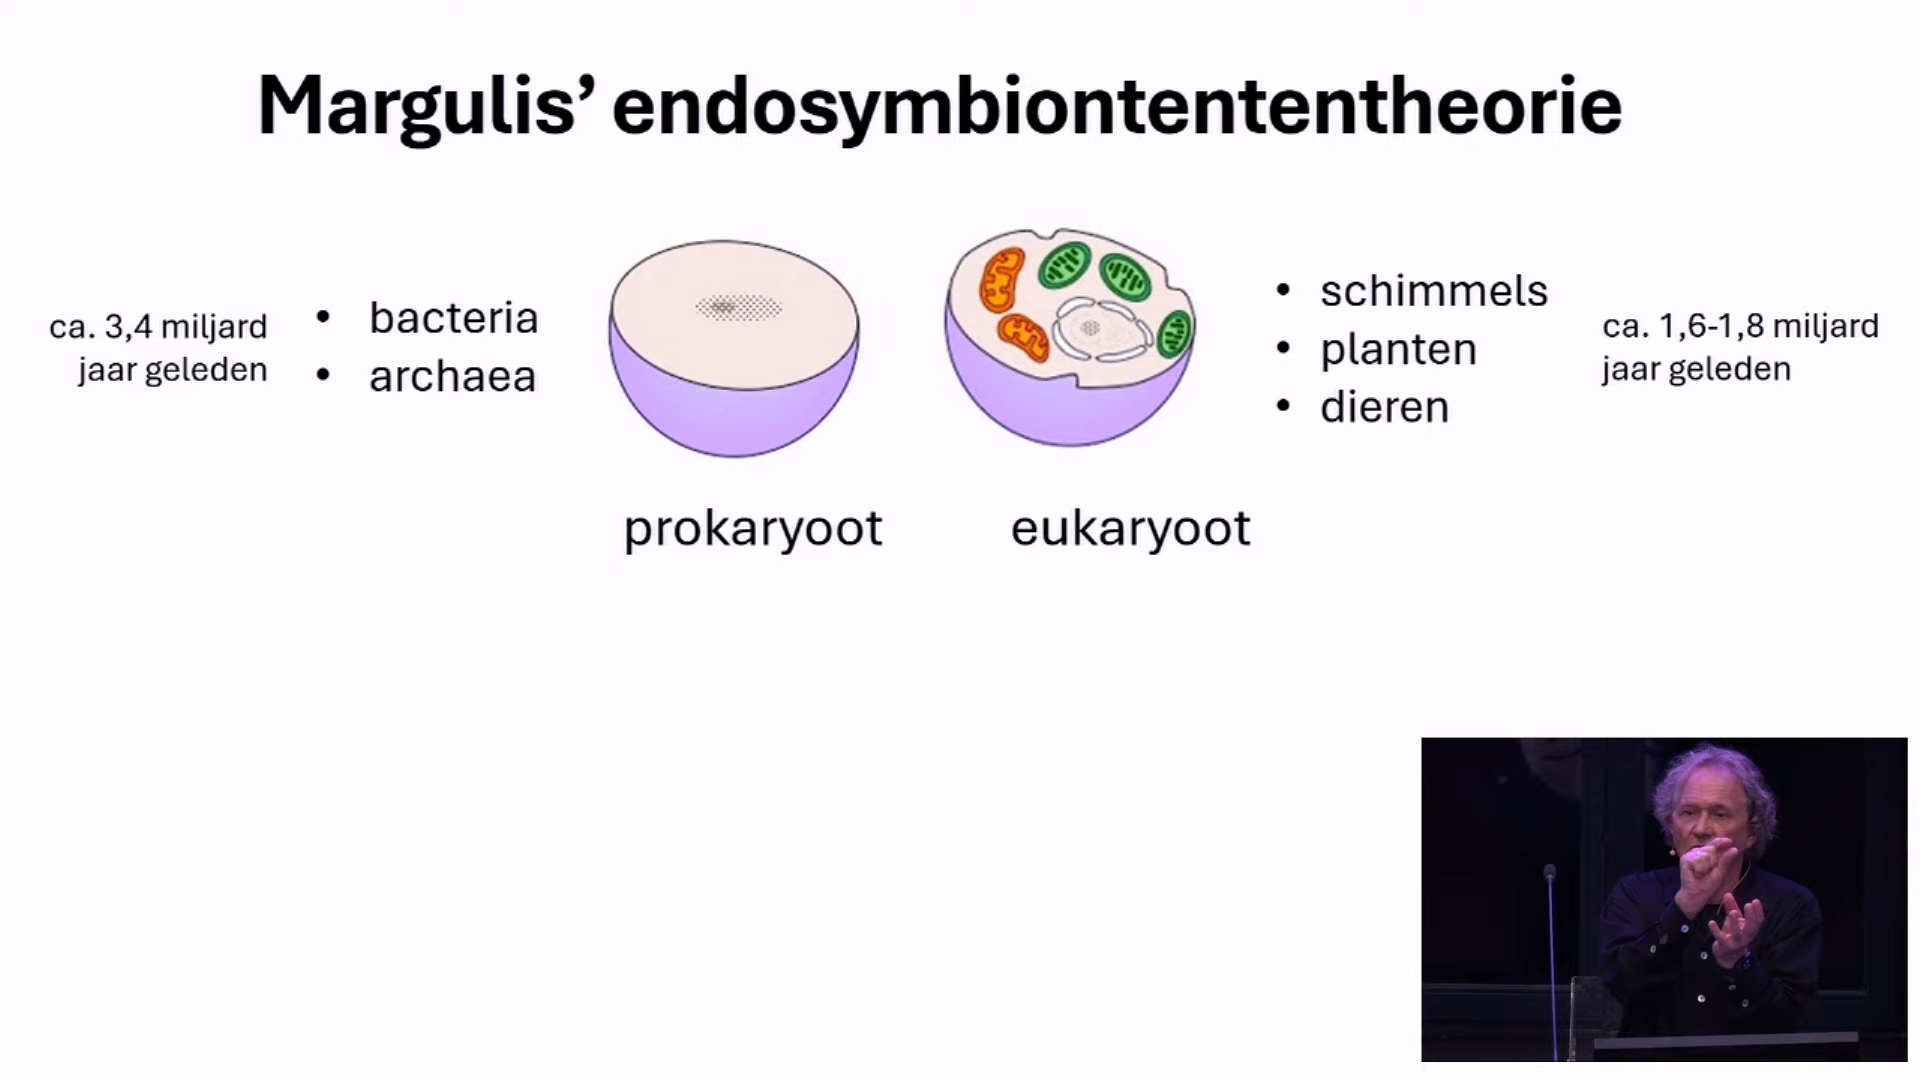 Margulis’ endosymbiontententheorie
ca. 3,4 miljard
jaar geleden
• bacteria
• archaea
• schimmels
• planten
• dieren
ca. 1,6-1,8 miljard
jaar geleden
prokaryoot
eukaryoot